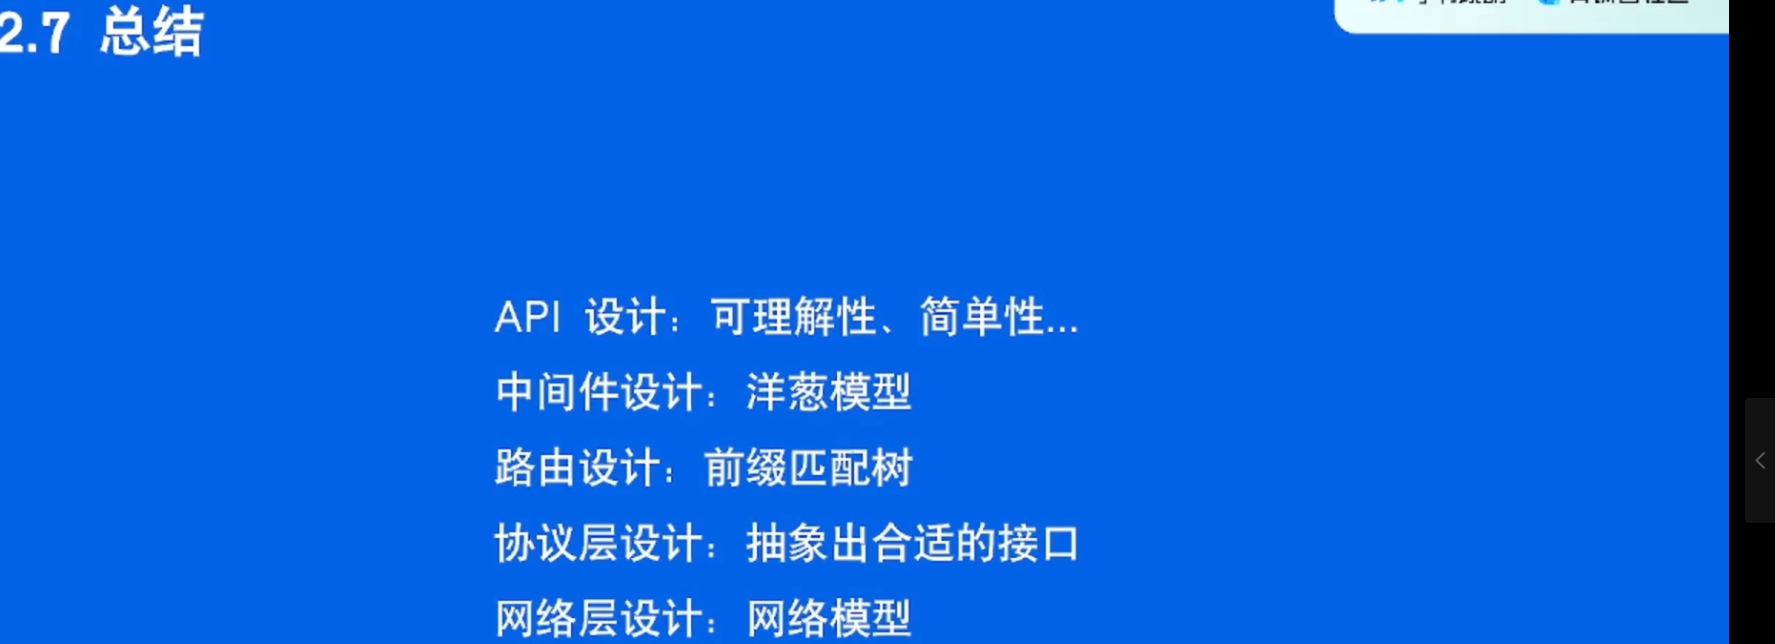 2.7 总结
API 设计：可理解性、简单性...
中间件设计：洋葱模型
路由设计：前缀匹配树
协议层设计：抽象出合适的接口
网络层设计：网络模型